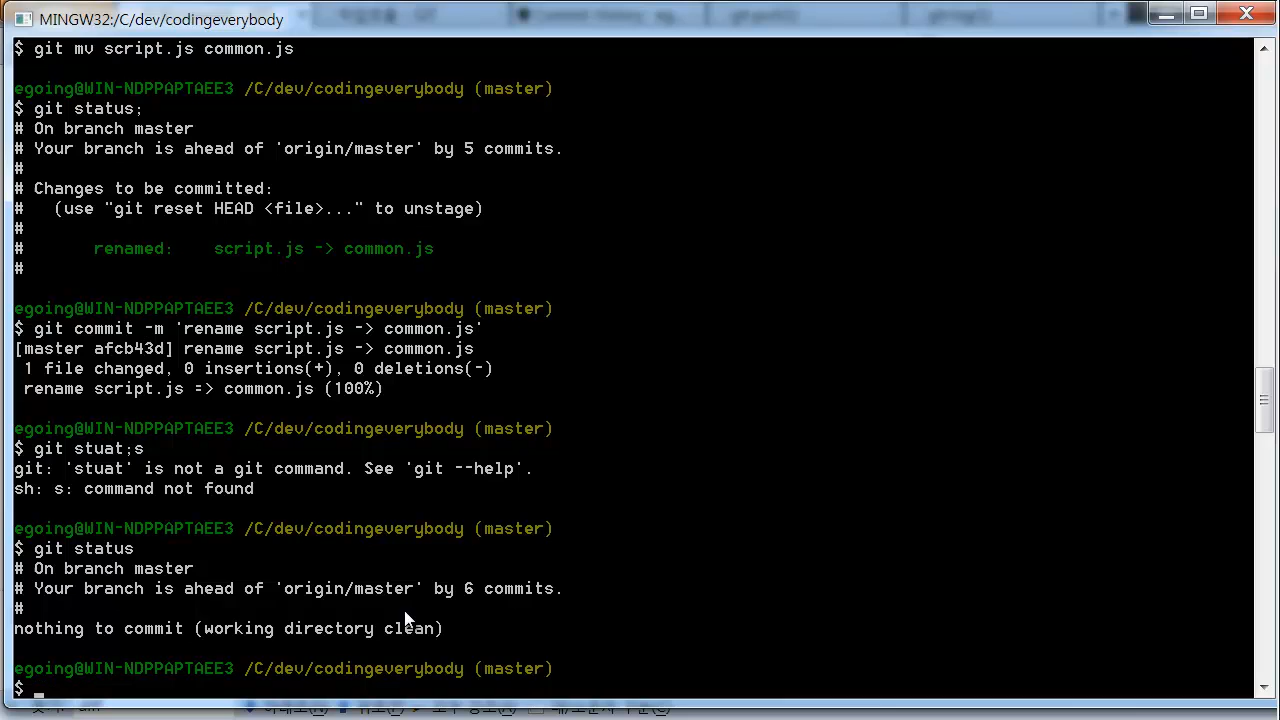 MINGW32:/C/dev/codingeverybody
$ git mv script.js common.js
egoing@WIN-NDPPAPTAEE3 /C/dev/codingeverybody (master)
$ git status;
# On branch master
# Your branch is ahead of 'origin/master' by 5 commits.
#
# Changes to be committed:
#   (use "git reset HEAD <file>..." to unstage)
#
#       renamed:    script.js -> common.js
#
egoing@WIN-NDPPAPTAEE3 /C/dev/codingeverybody (master)
$ git commit -m 'rename script.js -> common.js'
[master afcb43d] rename script.js -> common.js
 1 file changed, 0 insertions(+), 0 deletions(-)
 rename script.js => common.js (100%)
egoing@WIN-NDPPAPTAEE3 /C/dev/codingeverybody (master)
$ git stuat;s
git: 'stuat' is not a git command. See 'git --help'.
sh: s: command not found
egoing@WIN-NDPPAPTAEE3 /C/dev/codingeverybody (master)
$ git status
# On branch master
# Your branch is ahead of 'origin/master' by 6 commits.
#
nothing to commit (working directory clean)
egoing@WIN-NDPPAPTAEE3 /C/dev/codingeverybody (master)
$